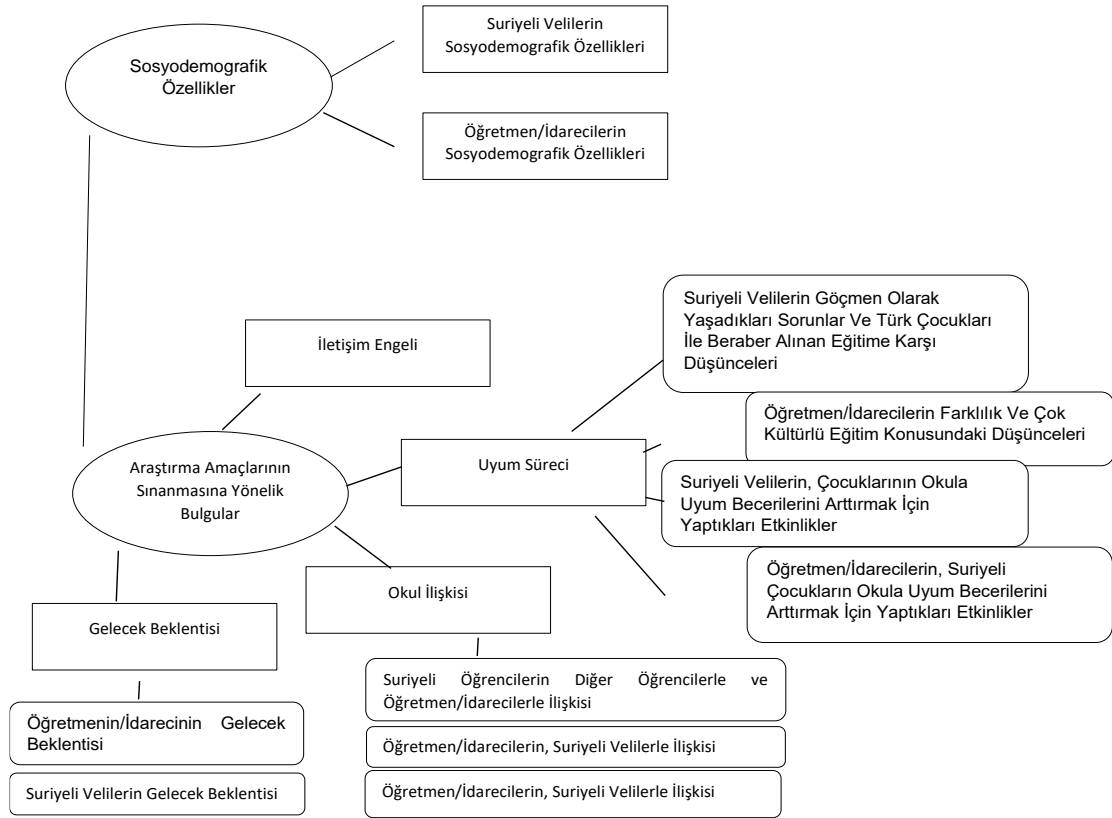 Suriyeli Velilerin
Sosyodemografik Özellikleri
Sosyodemografik
Özellikler
Öğretmen/İdarecilerin
Sosyodemografik Özellikleri
Suriyeli Velilerin Göçmen Olarak
Yaşadıkları Sorunlar Ve Türk Çocukları
İle Beraber Alınan Eğitime Karşı
Düşünceleri
İletişim Engeli
Öğretmen/İdarecilerin Farklılık Ve Çok
Kültürlü Eğitim Konusundaki Düşünceleri
Araştırma Amaçlarının
Sınanmasına Yönelik
Bulgular
Uyum Süreci
Suriyeli Velilerin, Çocuklarının Okula
Uyum Becerilerini Arttırmak İçin
Yaptıkları Etkinlikler
Öğretmen/İdarecilerin, Suriyeli
Çocukların Okula Uyum Becerilerini
Arttırmak İçin Yaptıkları Etkinlikler
Okul İlişkisi
Gelecek Beklentisi
Suriyeli Öğrencilerin Diğer Öğrencilerle ve
Öğretmen/İdarecilerle İlişkisi
Öğretmenin/İdarecinin Gelecek
Beklentisi
Öğretmen/İdarecilerin, Suriyeli Velilerle İlişkisi
Suriyeli Velilerin Gelecek Beklentisi
Öğretmen/İdarecilerin, Suriyeli Velilerle İlişkisi